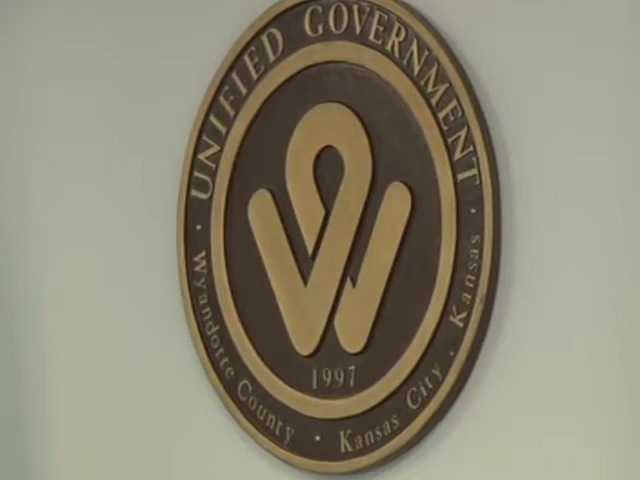 UNIFIED GOVERNMENT
1997
Wyandotte County · Kansas City, Kansas